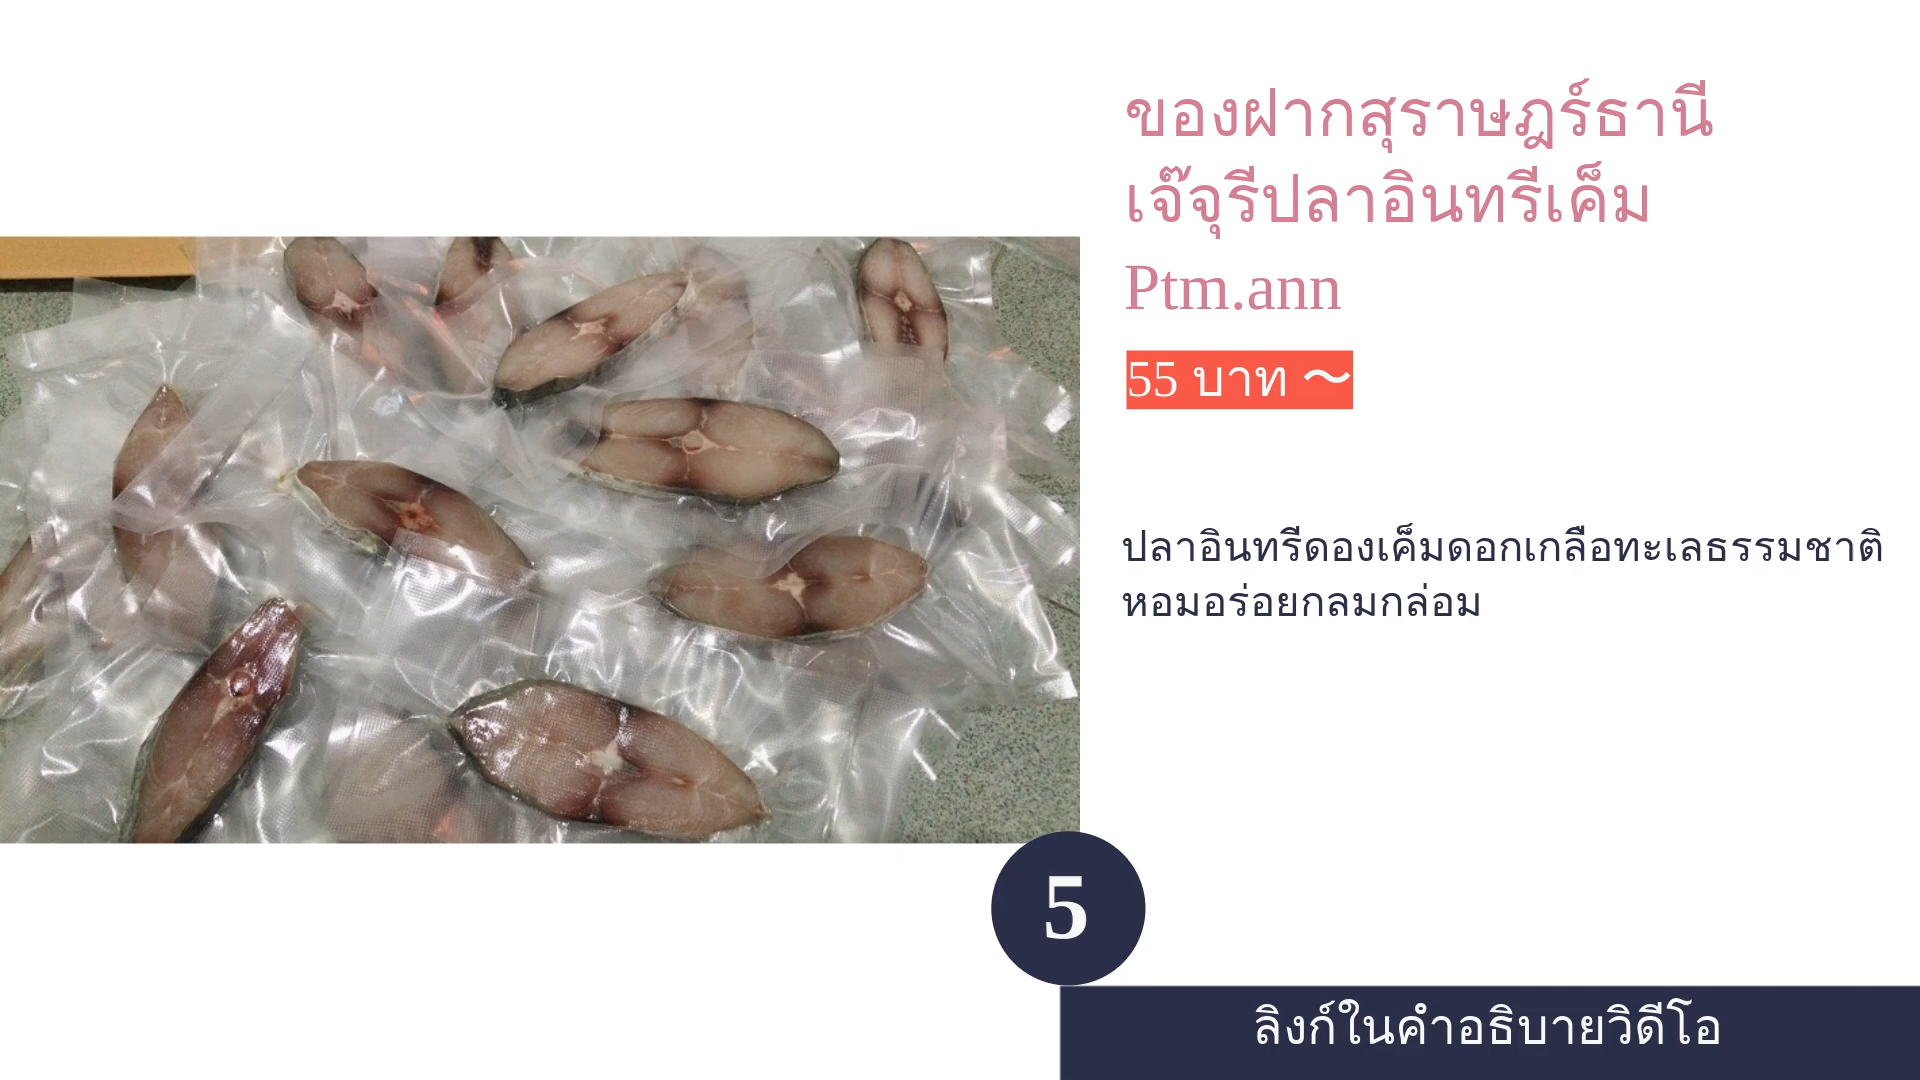 ของฝากสุราษฎร์ธานี
เจ๊จุรีปลาอินทรีเค็ม
Ptm.ann
55 บาท 〜
ปลาอินทรีดองเค็มดอกเกลือทะเลธรรมชาติ
หอมอร่อยกลมกล่อม
5
ลิงก์ในคำอธิบายวิดีโอ